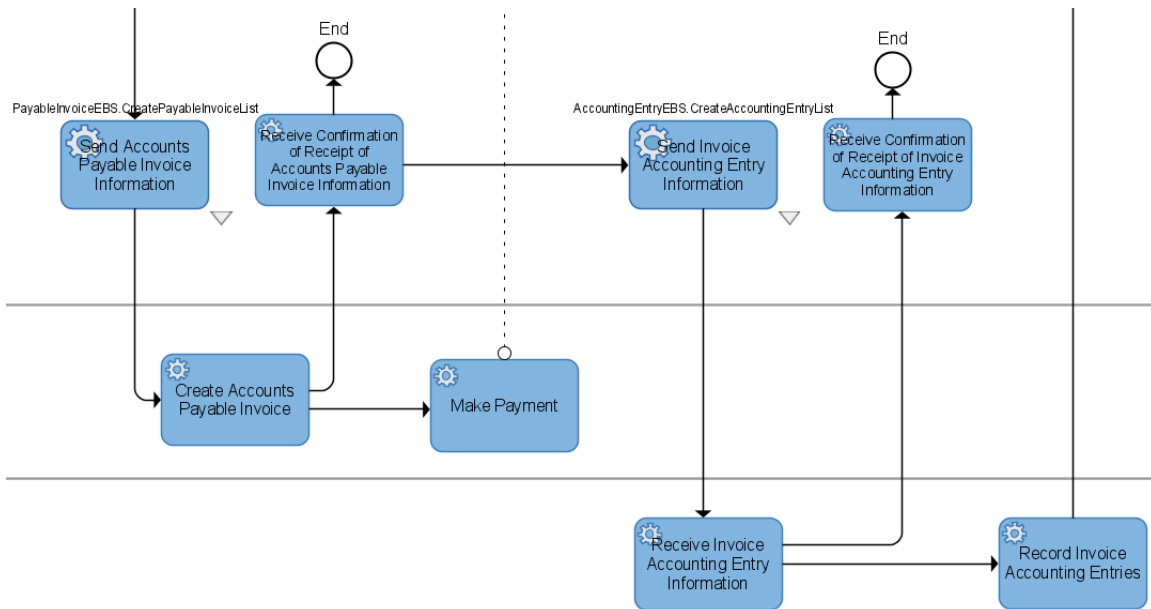 End
End
PayableInvoiceEBS.CreatePayableInvoiceList
AccountingEntryEBS.CreateAccountingEntryList
Send Accounts
Payable Invoice
Information
Receive Confirmation
of Receipt of
Accounts Payable
Invoice Information
Send Invoice
Accounting Entry
Information
Receive Confirmation
of Receipt of Invoice
Accounting Entry
Information
Create Accounts
Payable Invoice
Make Payment
Receive Invoice
Accounting Entry
Information
Record Invoice
Accounting Entries